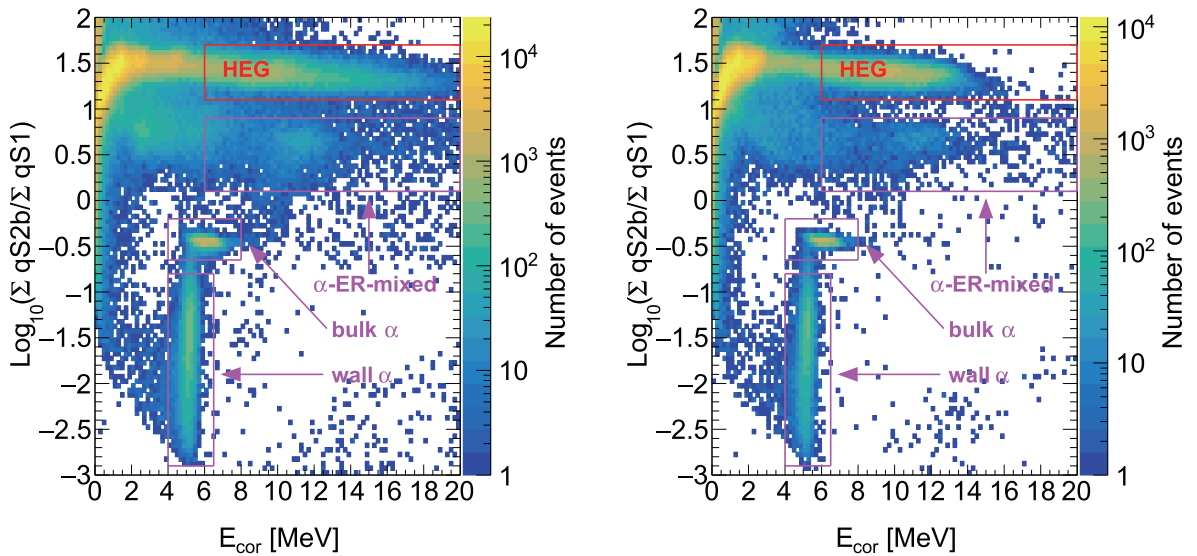 Log10(Σ qS2b/Σ qS1)
2
1.5
1
0.5
0
−0.5
−1
−1.5
−2
−2.5
−3
HEG
α-ER-mixed
bulk α
wall α
0 2 4 6 8 10 12 14 16 18 20
Ecor [MeV]
10^4
10^3
10^2
10
1
Number of events
Log10(Σ qS2b/Σ qS1)
2
1.5
1
0.5
0
−0.5
−1
−1.5
−2
−2.5
−3
HEG
α-ER-mixed
bulk α
wall α
0 2 4 6 8 10 12 14 16 18 20
Ecor [MeV]
10^4
10^3
10^2
10
1
Number of events